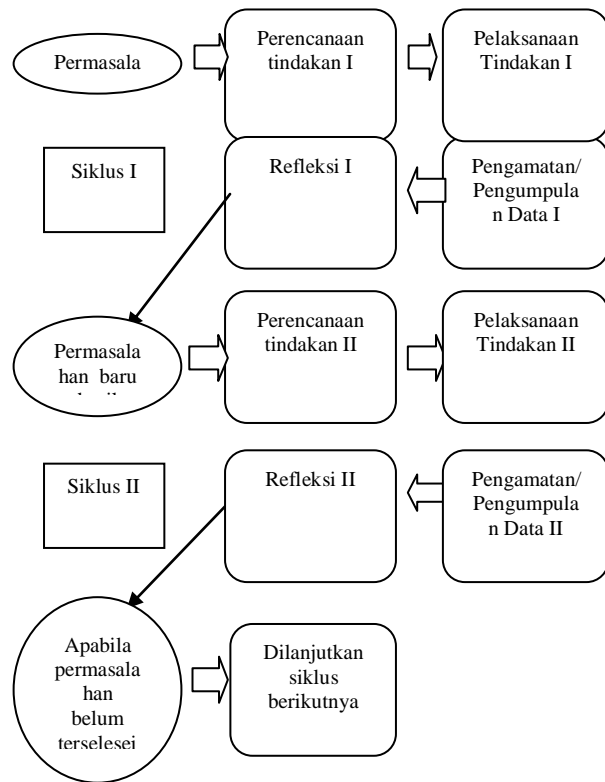 Permasala
Perencanaan
tindakan I
Pelaksanaan
Tindakan I
Siklus I
Refleksi I
Pengamatan/
Pengumpula
n Data I
Permasala
han baru
Perencanaan
tindakan II
Pelaksanaan
Tindakan II
Siklus II
Refleksi II
Pengamatan/
Pengumpula
n Data II
Apabila
permasala
han
belum
terselesei
Dilanjutkan
siklus
berikutnya